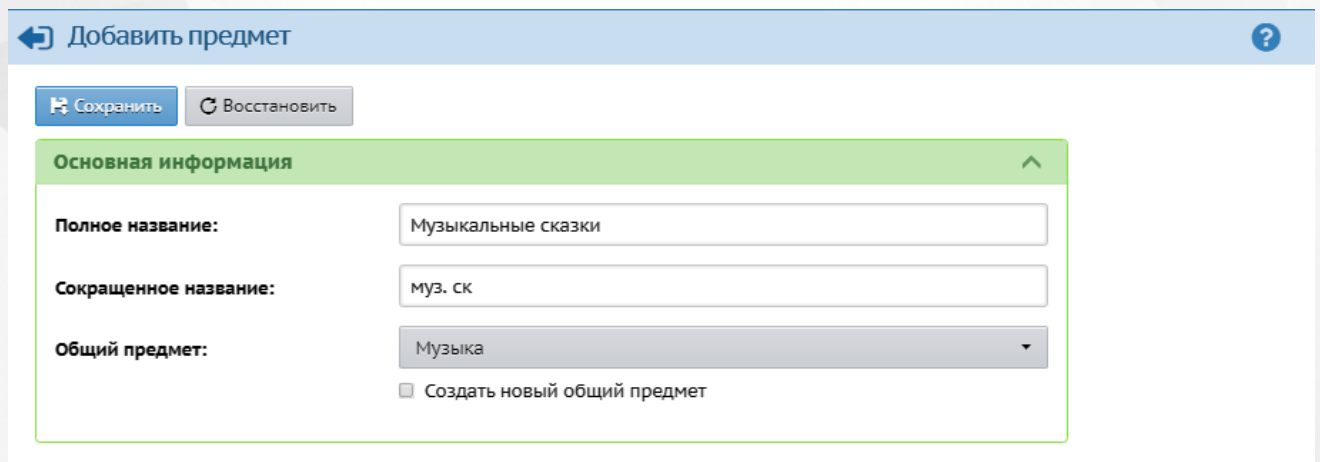 Добавить предмет
?
Сохранить Восстановить
Основная информация
Полное название: Музыкальные сказки
Сокращенное название: муз. ск
Общий предмет: Музыка
Создать новый общий предмет